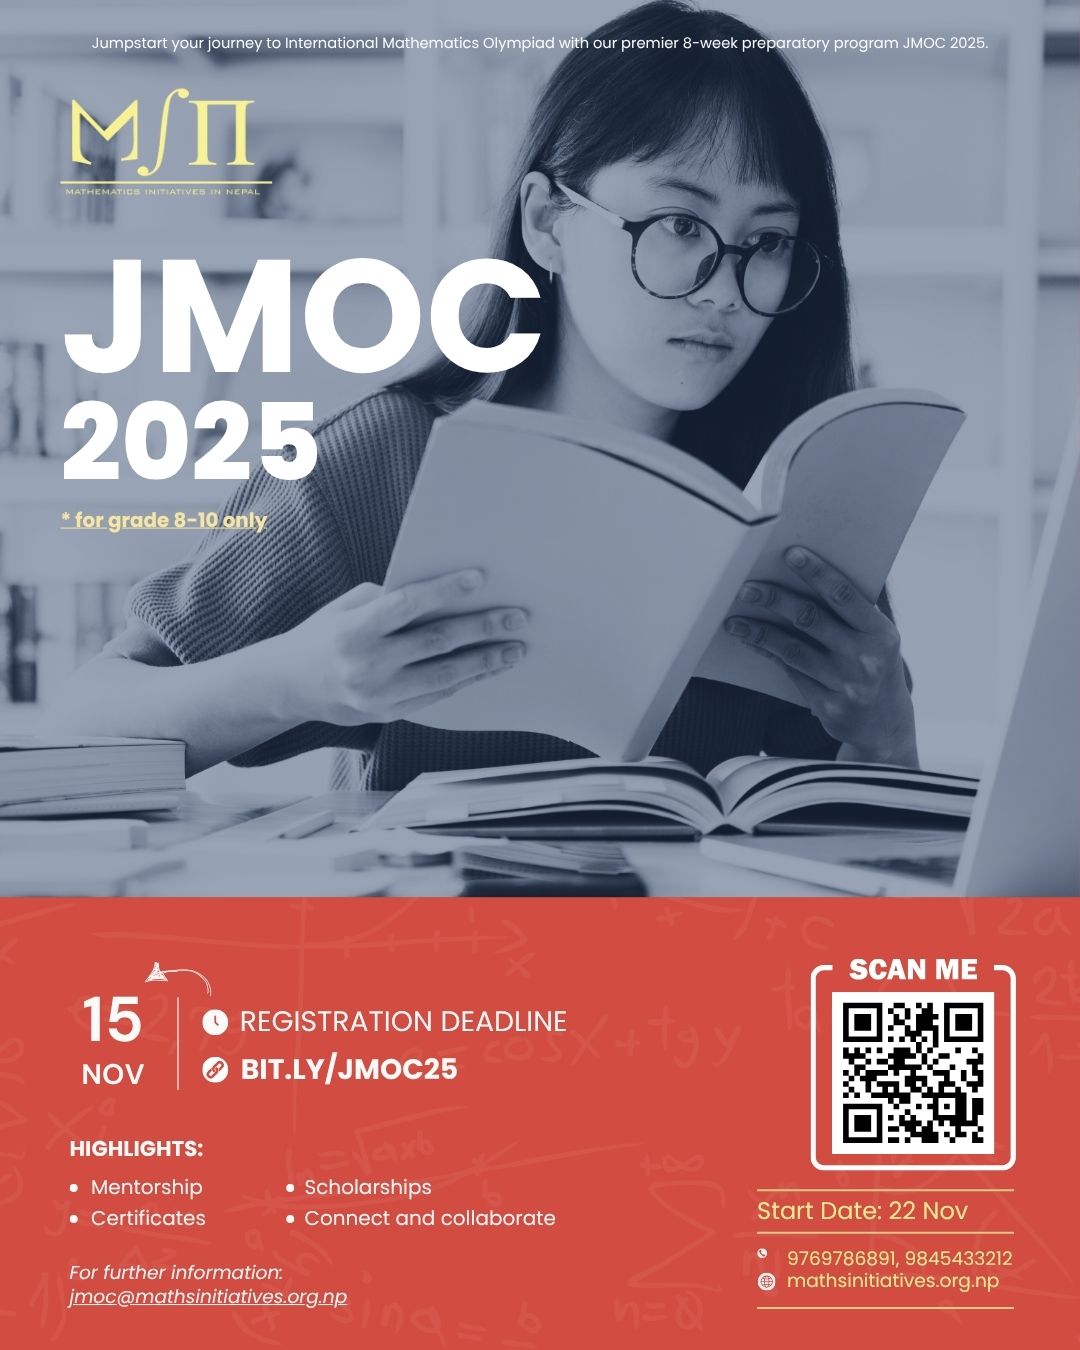 Jumpstart your journey to International Mathematics Olympiad with our premier 8-week preparatory program JMOC 2025.
M∫Π
MATHEMATICS INITIATIVES IN NEPAL
JMOC
2025
* for grade 8-10 only
15
NOV
REGISTRATION DEADLINE
BIT.LY/JMOC25
HIGHLIGHTS:
• Mentorship
• Certificates
• Scholarships
• Connect and collaborate
For further information:
jmoc@mathsinitiatives.org.np
SCAN ME
Start Date: 22 Nov
9769786891, 9845433212
mathsinitiatives.org.np